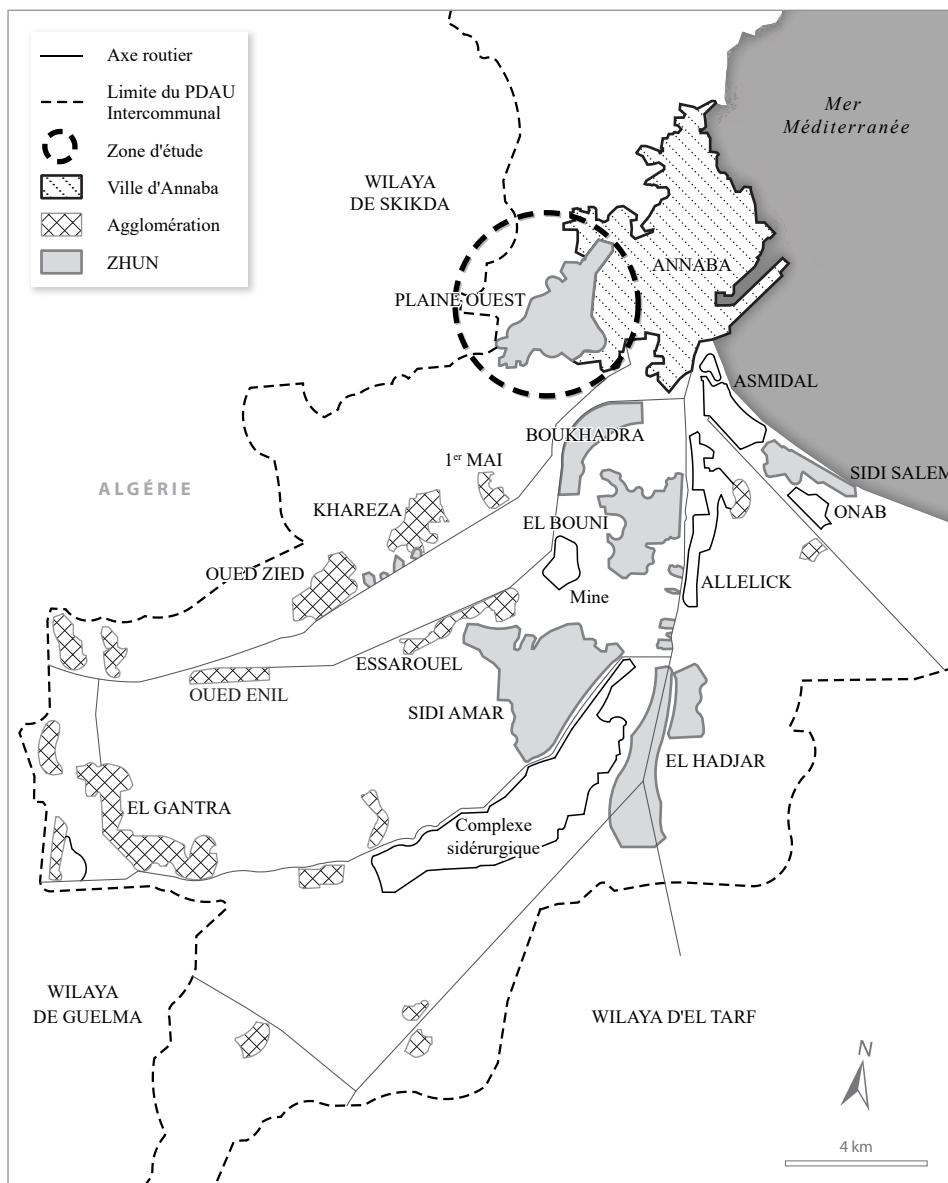 Axe routier
Limite du PDAU
Intercommunal
Zone d'étude
Ville d'Annaba
Agglomération
ZHUN
Mer
Méditerranée
WILAYA
DE SKIKDA
ANNABA
PLAINE OUEST
ASMIDAL
BOUKHADRA
1er MAI
SIDI SALEM
ALGÉRIE
KHAREZA
ONAB
EL BOUNI
OUED ZIED
ALLELICK
Mine
ESSAROUEL
OUED ENIL
SIDI AMAR
EL HADJAR
EL GANTRA
Complexe
sidérurgique
WILAYA
DE GUELMA
WILAYA D'EL TARF
N
4 km